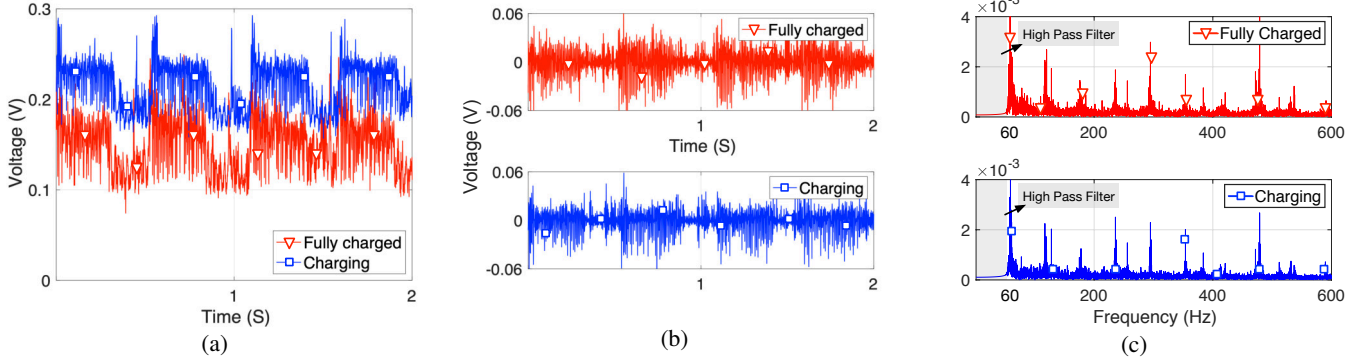 0.3
0.2
0.1
0
Voltage (V)
Fully charged
Charging
1
2
Time (S)
(a)
0.06
0
-0.06
Fully charged
1
2
Time (S)
Voltage (V)
0.06
0
-0.06
Charging
1
2
Time (S)
(b)
×10⁻³
4
2
0
High Pass Filter
Fully Charged
60
200
400
600
×10⁻³
4
2
0
High Pass Filter
Charging
60
200
400
600
Frequency (Hz)
(c)